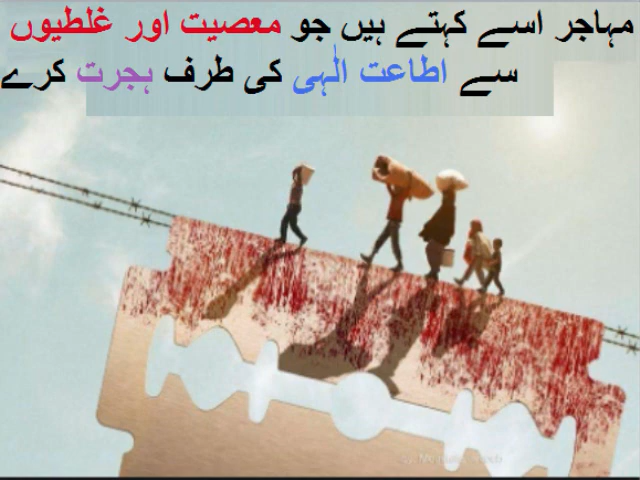 مہاجر اسے کہتے ہیں جو معصیت اور غلطیوں
سے اطاعت الٰہی کی طرف ہجرت کرے